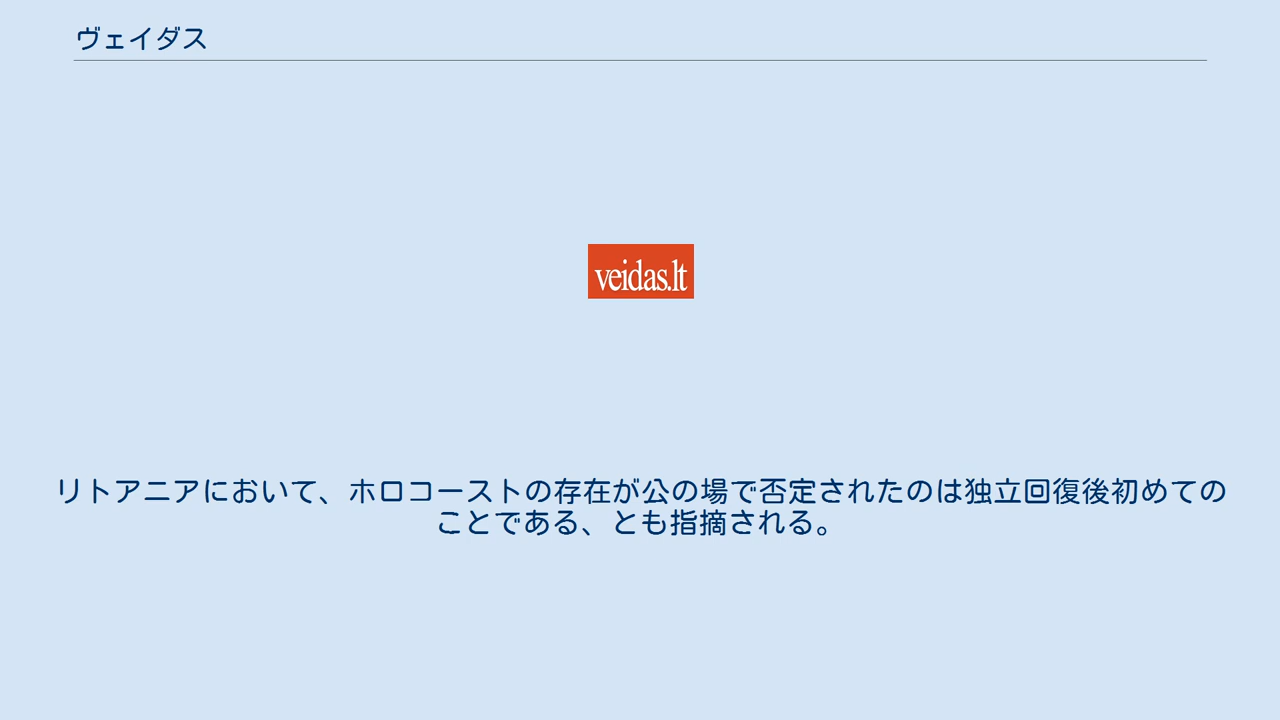 ヴェイダス
veidas.lt
リトアニアにおいて、ホロコーストの存在が公の場で否定されたのは独立回復後初めての
ことである、とも指摘される。